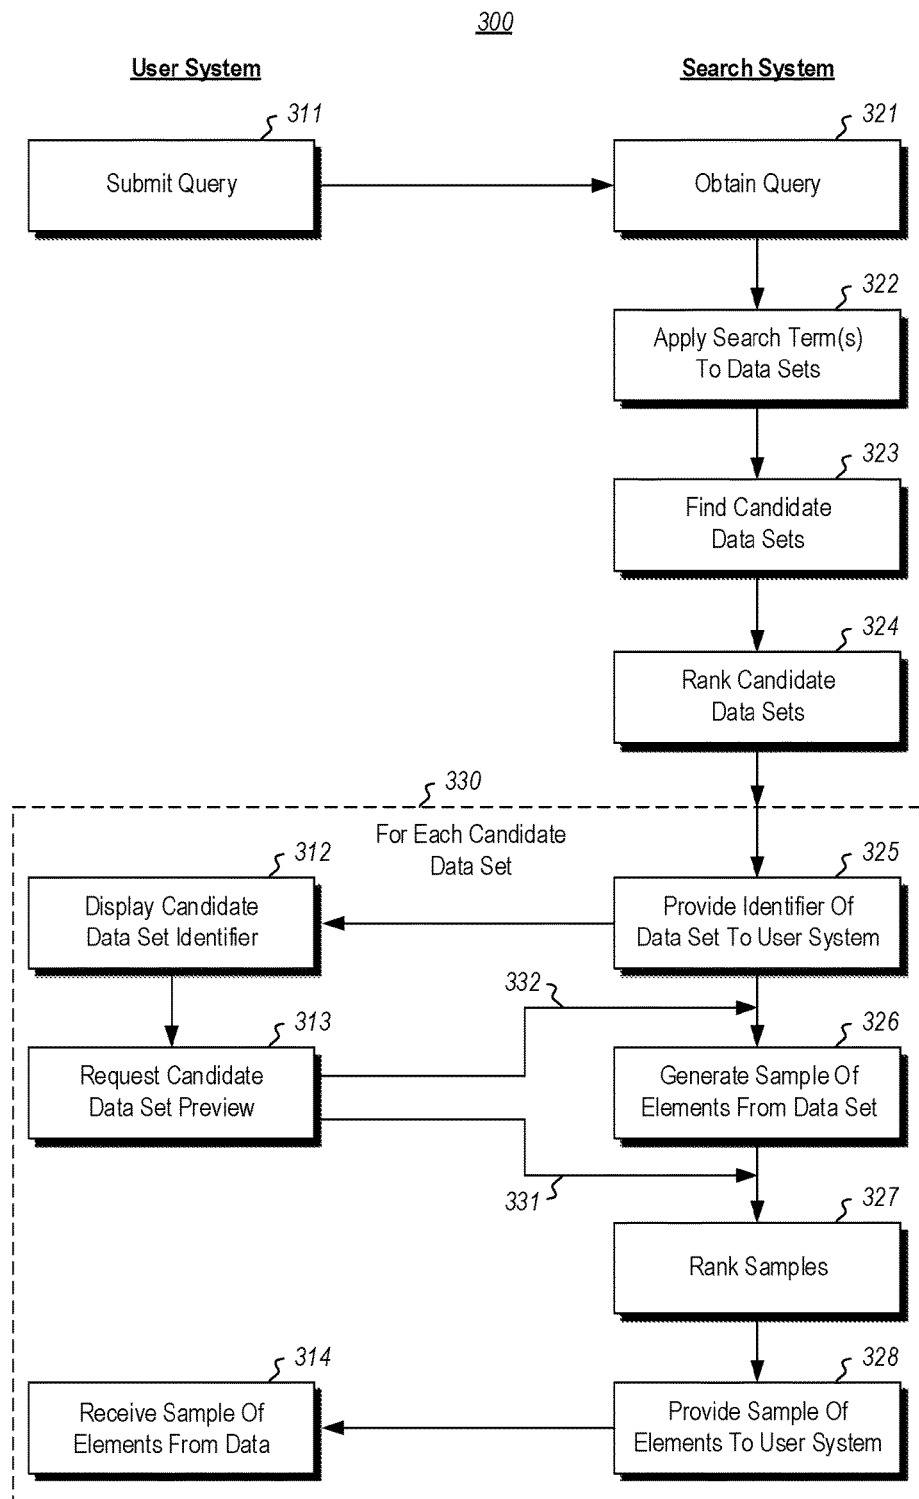 300
User System
Search System
311
321
Submit Query
Obtain Query
322
Apply Search Term(s)
To Data Sets
323
Find Candidate
Data Sets
324
Rank Candidate
Data Sets
330
For Each Candidate
Data Set
312
325
Display Candidate
Data Set Identifier
Provide Identifier Of
Data Set To User System
332
313
326
Request Candidate
Data Set Preview
Generate Sample Of
Elements From Data Set
331
327
Rank Samples
314
328
Receive Sample Of
Elements From Data
Provide Sample Of
Elements To User System